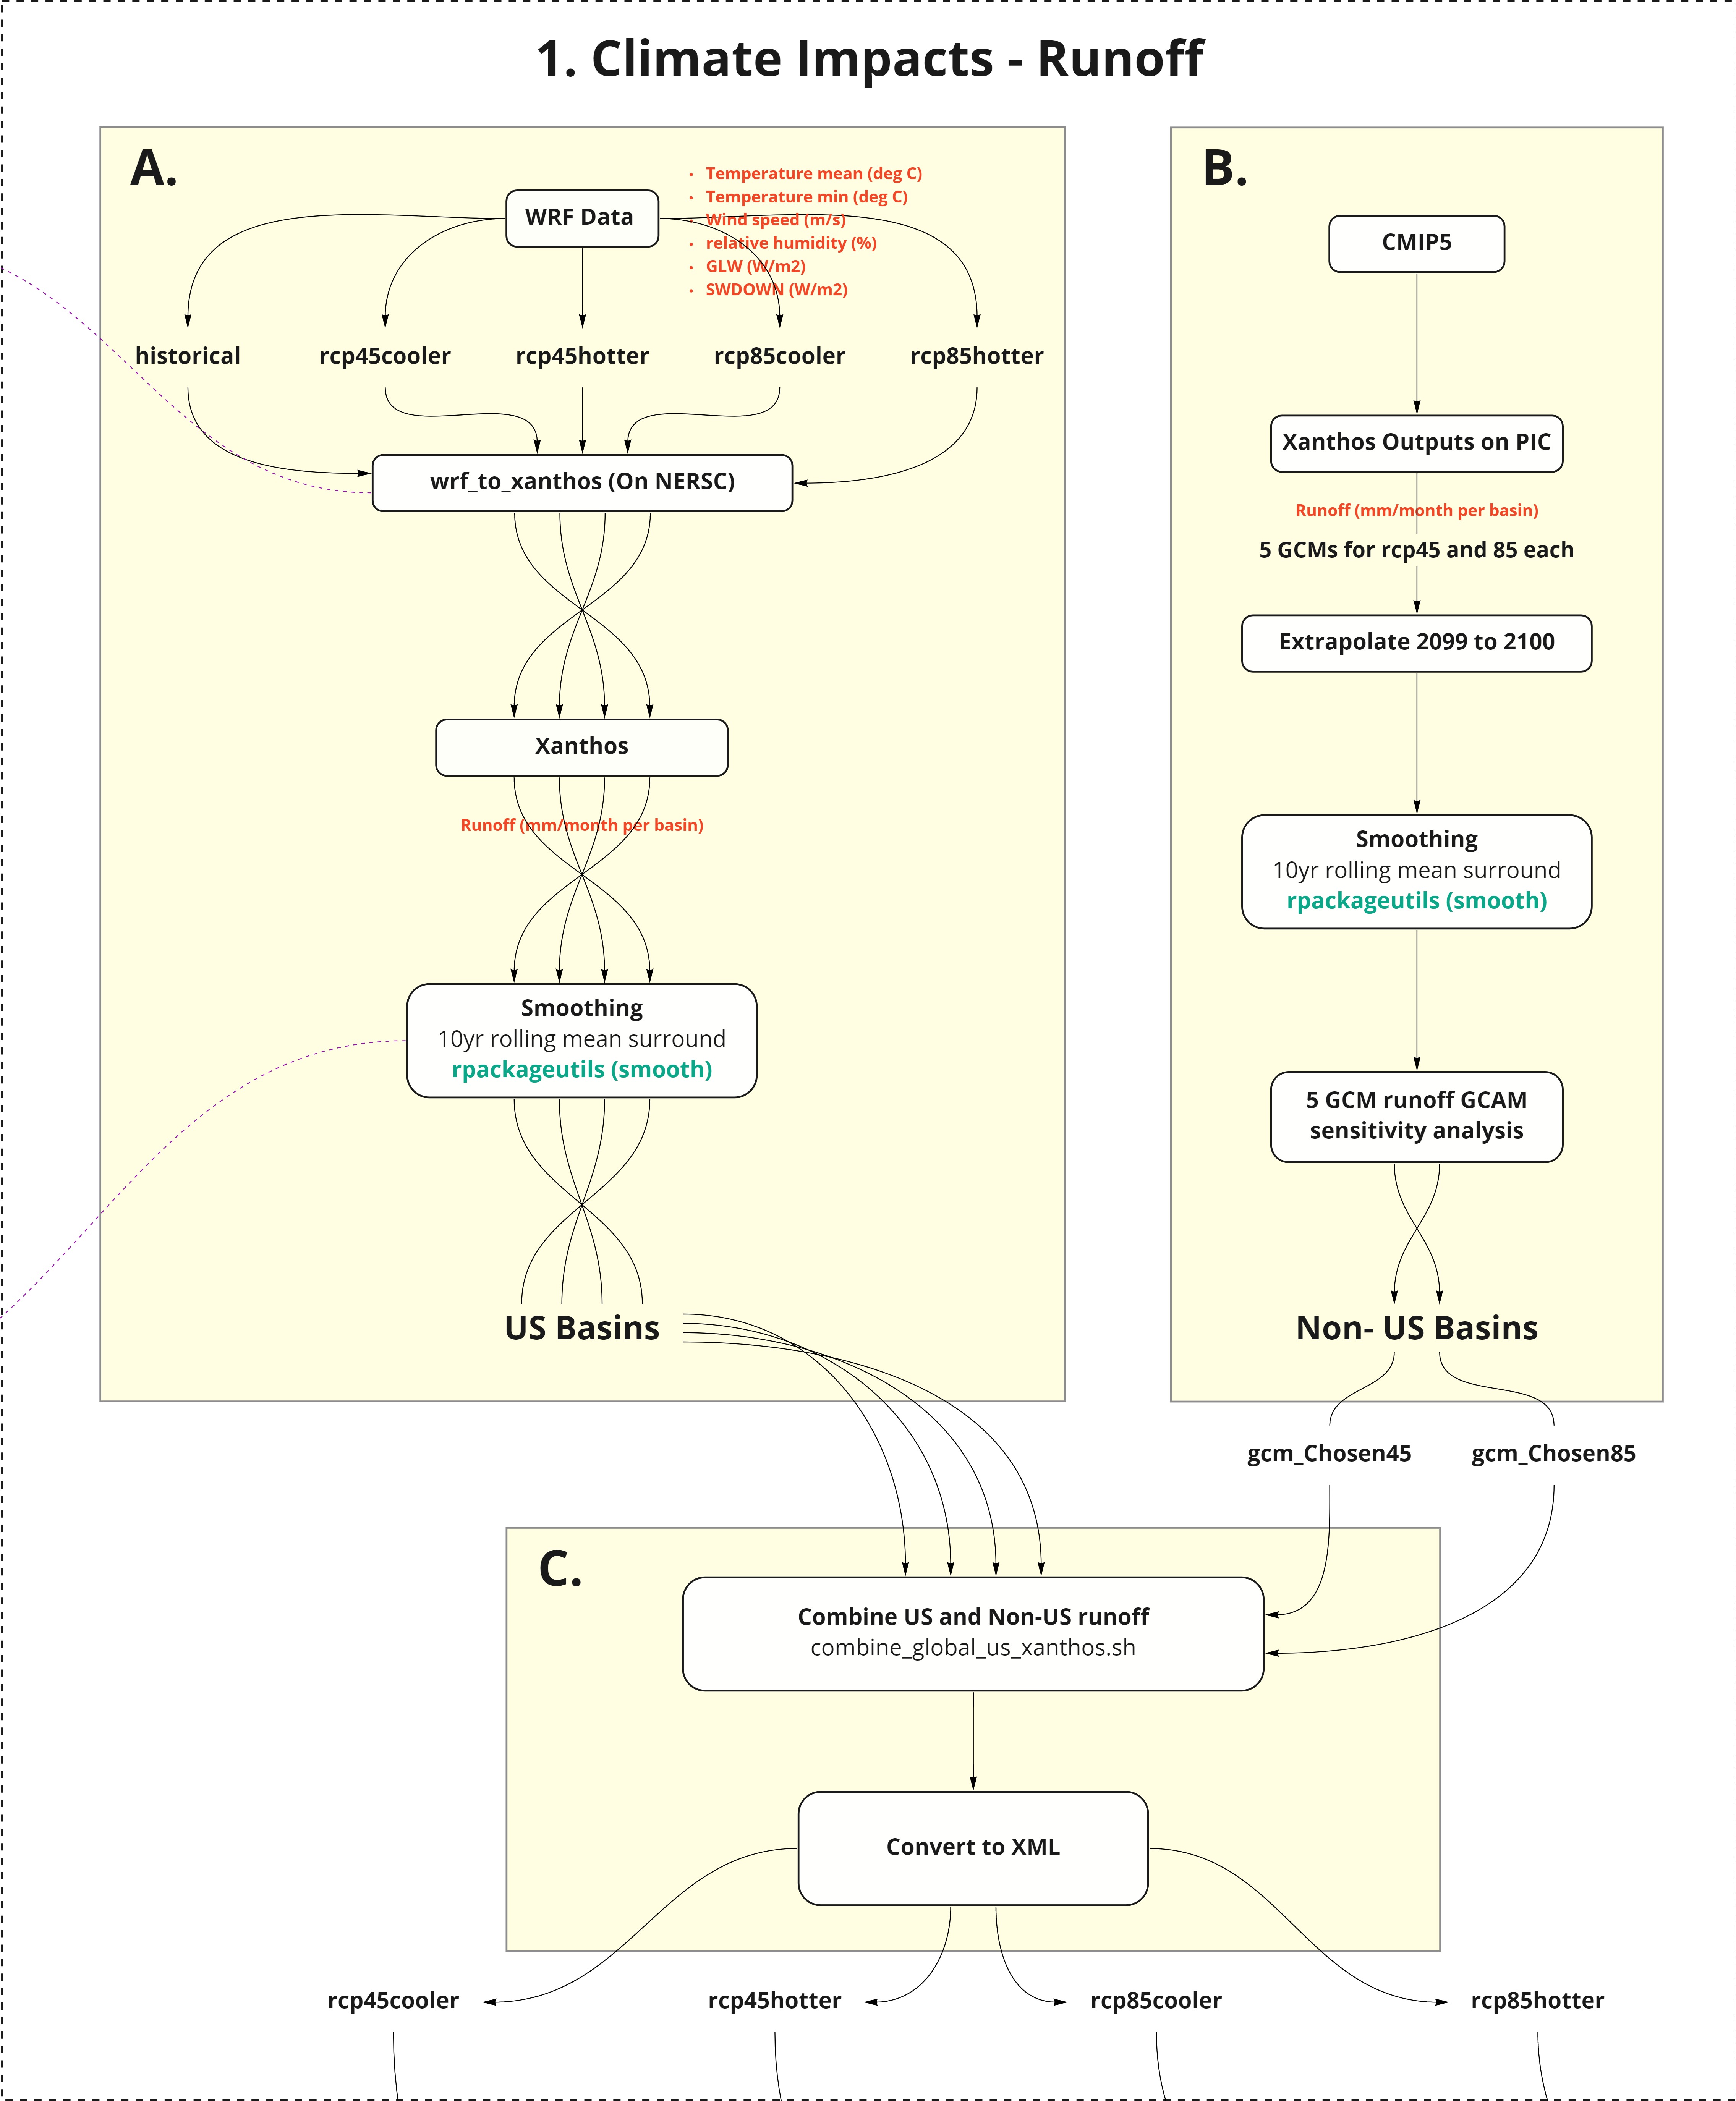 1. Climate Impacts - Runoff
A.
WRF Data
• Temperature mean (deg C)
• Temperature min (deg C)
• Wind speed (m/s)
• relative humidity (%)
• GLW (W/m2)
• SWDOWN (W/m2)
historical
rcp45cooler
rcp45hotter
rcp85cooler
rcp85hotter
wrf_to_xanthos (On NERSC)
Xanthos
Runoff (mm/month per basin)
Smoothing
10yr rolling mean surround
rpackageutils (smooth)
US Basins
B.
CMIP5
Xanthos Outputs on PIC
Runoff (mm/month per basin)
5 GCMs for rcp45 and 85 each
Extrapolate 2099 to 2100
Smoothing
10yr rolling mean surround
rpackageutils (smooth)
5 GCM runoff GCAM
sensitivity analysis
Non- US Basins
gcm_Chosen45
gcm_Chosen85
C.
Combine US and Non-US runoff
combine_global_us_xanthos.sh
Convert to XML
rcp45cooler
rcp45hotter
rcp85cooler
rcp85hotter